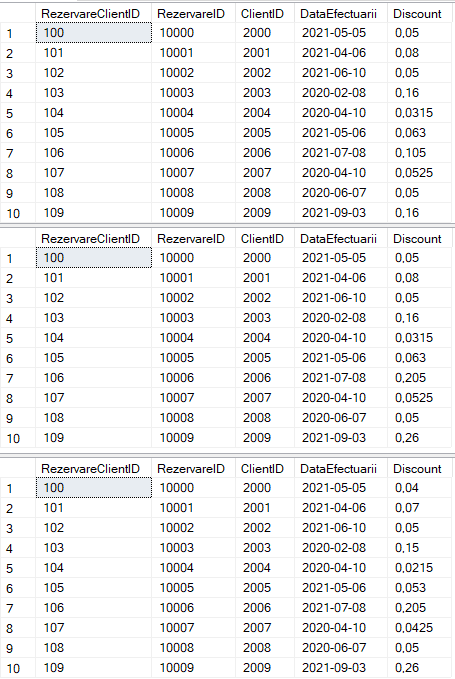 RezervareClientID RezervareID ClientID DataEfectuarii Discount
1 100 10000 2000 2021-05-05 0,05
2 101 10001 2001 2021-04-06 0,08
3 102 10002 2002 2021-06-10 0,05
4 103 10003 2003 2020-02-08 0,16
5 104 10004 2004 2020-04-10 0,0315
6 105 10005 2005 2021-05-06 0,063
7 106 10006 2006 2021-07-08 0,105
8 107 10007 2007 2020-04-10 0,0525
9 108 10008 2008 2020-06-07 0,05
10 109 10009 2009 2021-09-03 0,16
RezervareClientID RezervareID ClientID DataEfectuarii Discount
1 100 10000 2000 2021-05-05 0,05
2 101 10001 2001 2021-04-06 0,08
3 102 10002 2002 2021-06-10 0,05
4 103 10003 2003 2020-02-08 0,16
5 104 10004 2004 2020-04-10 0,0315
6 105 10005 2005 2021-05-06 0,063
7 106 10006 2006 2021-07-08 0,205
8 107 10007 2007 2020-04-10 0,0525
9 108 10008 2008 2020-06-07 0,05
10 109 10009 2009 2021-09-03 0,26
RezervareClientID RezervareID ClientID DataEfectuarii Discount
1 100 10000 2000 2021-05-05 0,04
2 101 10001 2001 2021-04-06 0,07
3 102 10002 2002 2021-06-10 0,05
4 103 10003 2003 2020-02-08 0,15
5 104 10004 2004 2020-04-10 0,0215
6 105 10005 2005 2021-05-06 0,053
7 106 10006 2006 2021-07-08 0,205
8 107 10007 2007 2020-04-10 0,0425
9 108 10008 2008 2020-06-07 0,05
10 109 10009 2009 2021-09-03 0,26